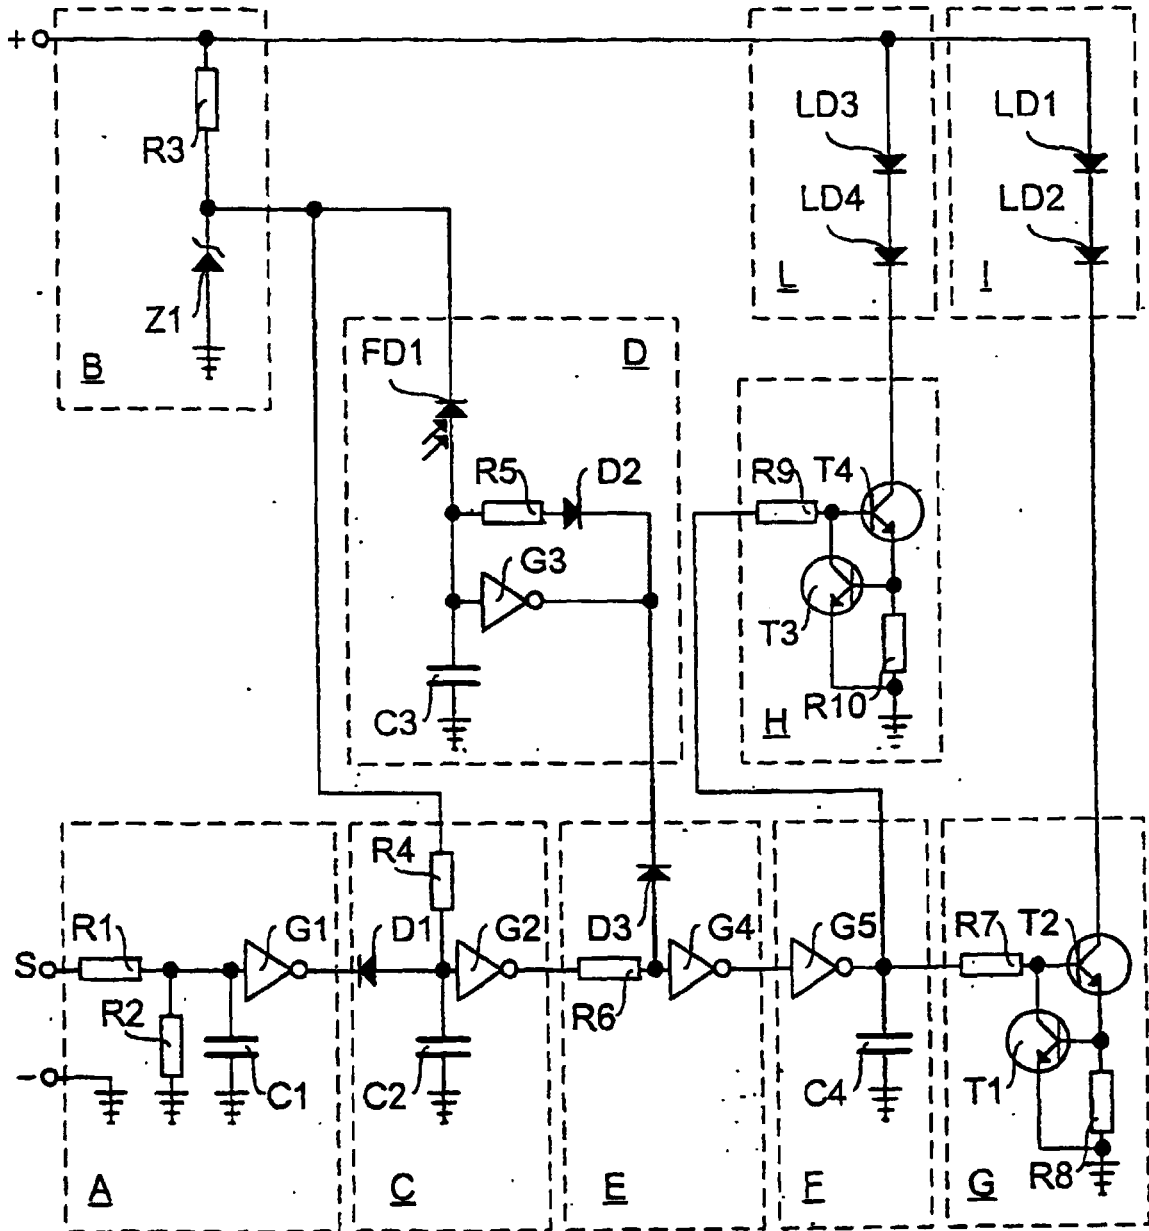 +
R3
Z1
B
LD3
LD4
L
LD1
LD2
I
FD1
D
R5
D2
G3
C3
R9
T4
T3
R10
H
S
R1
G1
R2
C1
-
A
R4
D1
G2
C2
C
D3
G4
R6
E
G5
C4
F
R7
T2
T1
R8
G